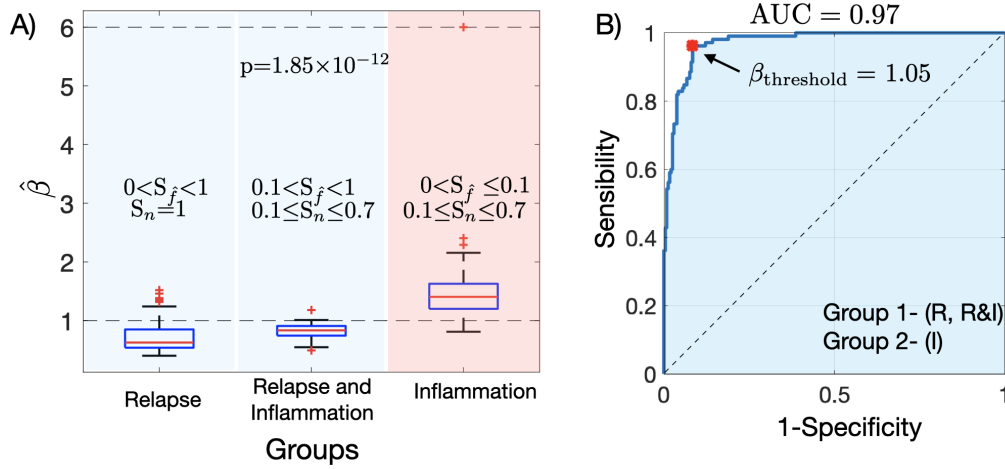 A)
6
5
4
3
2
1
β̂
p=1.85×10⁻¹²
0<S_f̂<1
S_n=1
0.1<S_f̂<1
0.1≤S_n≤0.7
0<S_f̂ ≤0.1
0.1≤S_n≤0.7
Relapse
Relapse and
Inflammation
Inflammation
Groups
B)
AUC = 0.97
β_threshold = 1.05
1
0.8
0.6
0.4
0.2
0
Sensibility
Group 1- (R, R&I)
Group 2- (I)
0
0.5
1
1-Specificity